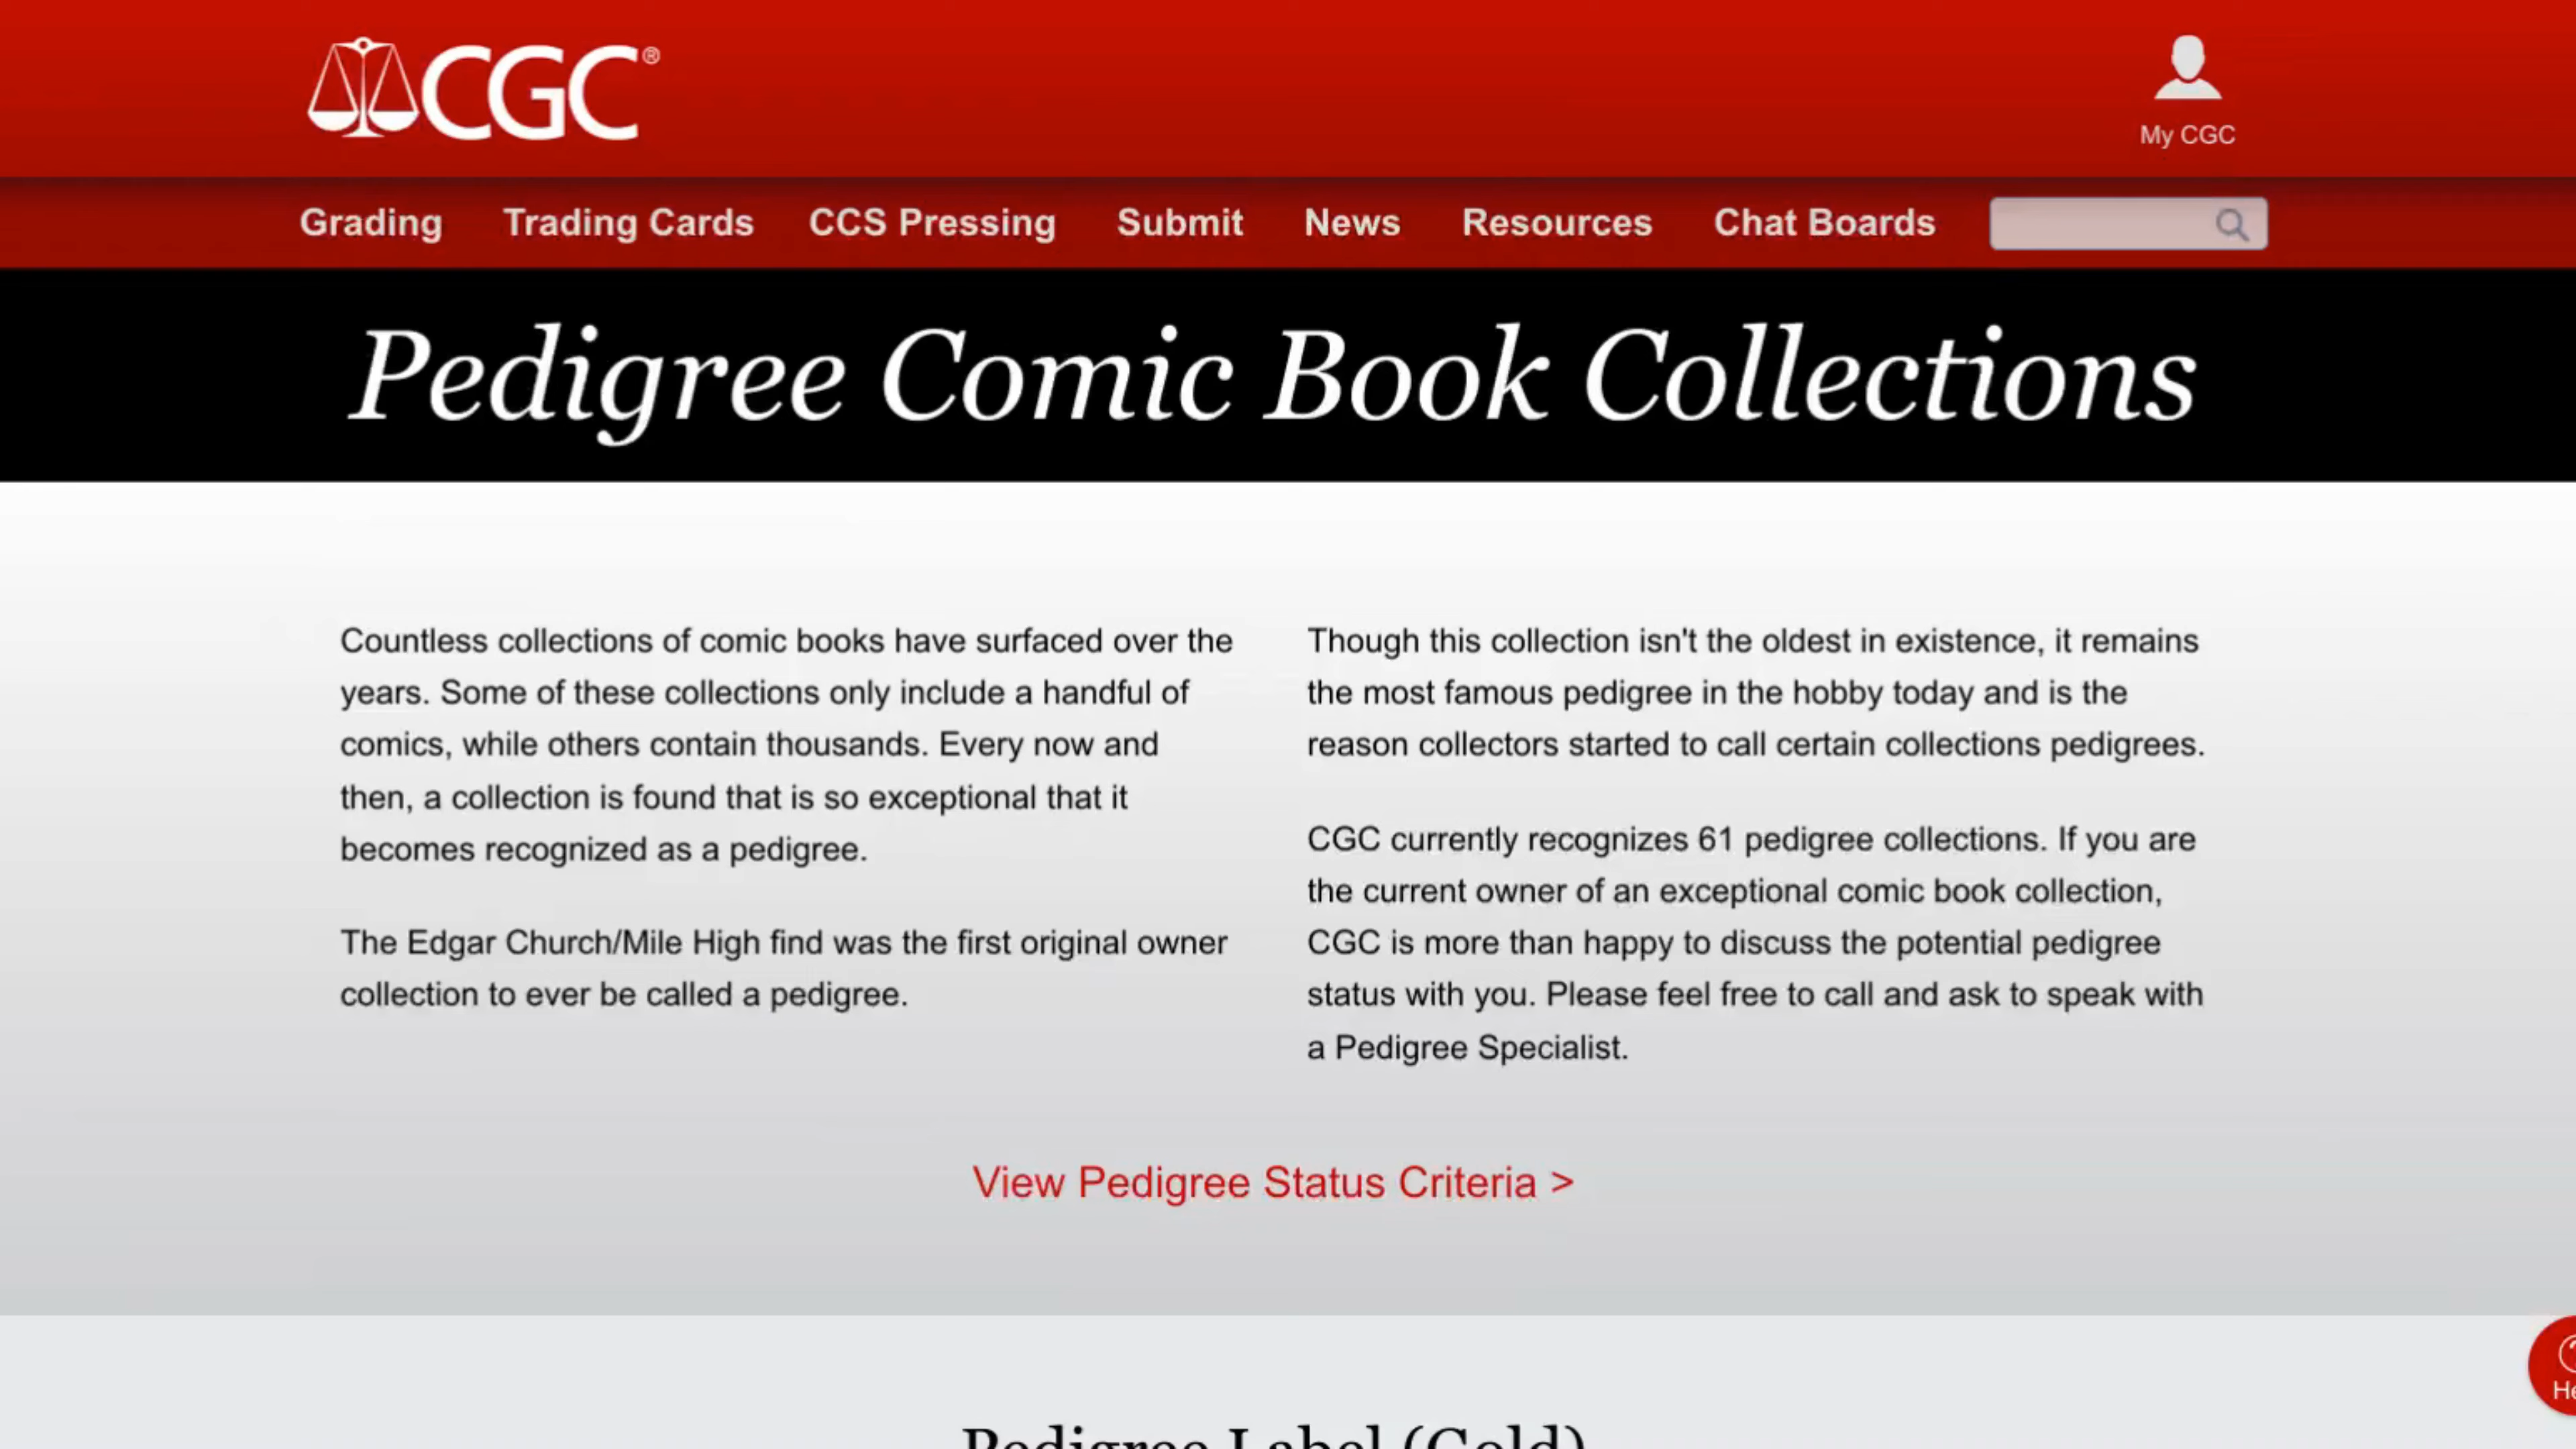 CGC®
My CGC
Grading Trading Cards CCS Pressing Submit News Resources Chat Boards
Pedigree Comic Book Collections
Countless collections of comic books have surfaced over the
years. Some of these collections only include a handful of
comics, while others contain thousands. Every now and
then, a collection is found that is so exceptional that it
becomes recognized as a pedigree.
The Edgar Church/Mile High find was the first original owner
collection to ever be called a pedigree.
Though this collection isn't the oldest in existence, it remains
the most famous pedigree in the hobby today and is the
reason collectors started to call certain collections pedigrees.
CGC currently recognizes 61 pedigree collections. If you are
the current owner of an exceptional comic book collection,
CGC is more than happy to discuss the potential pedigree
status with you. Please feel free to call and ask to speak with
a Pedigree Specialist.
View Pedigree Status Criteria >
Pedigree Label (Gold)